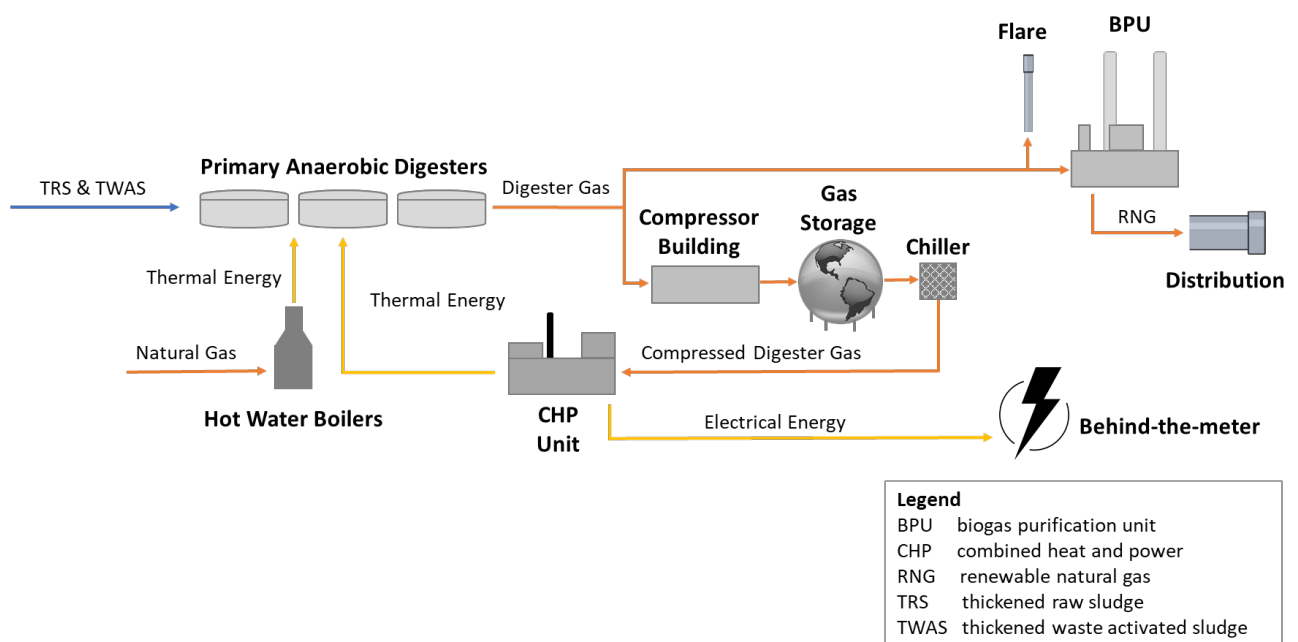 Flare
BPU
Primary Anaerobic Digesters
TRS & TWAS
Digester Gas
Gas
Storage
Compressor
Building
Chiller
RNG
Distribution
Thermal Energy
Thermal Energy
Natural Gas
Compressed Digester Gas
Hot Water Boilers
CHP
Unit
Electrical Energy
Behind-the-meter
Legend
BPU biogas purification unit
CHP combined heat and power
RNG renewable natural gas
TRS thickened raw sludge
TWAS thickened waste activated sludge